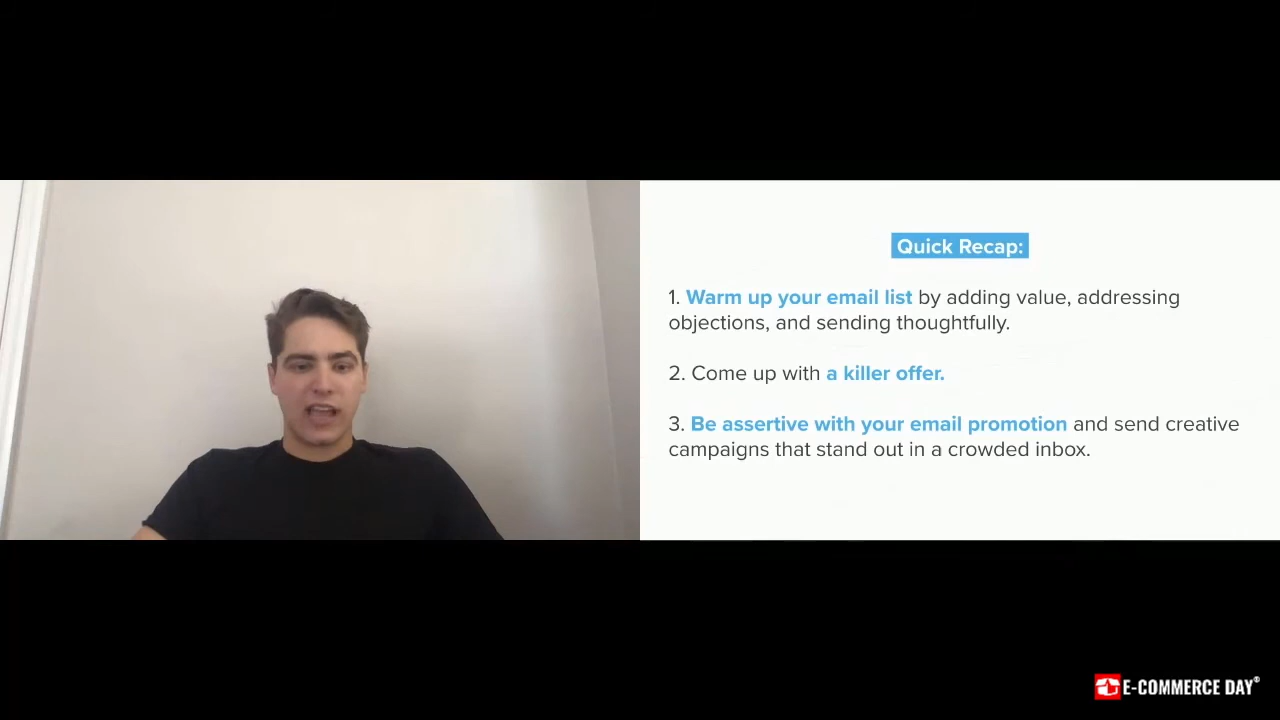 Quick Recap:
1. Warm up your email list by adding value, addressing
objections, and sending thoughtfully.
2. Come up with a killer offer.
3. Be assertive with your email promotion and send creative
campaigns that stand out in a crowded inbox.
E-COMMERCE DAY®